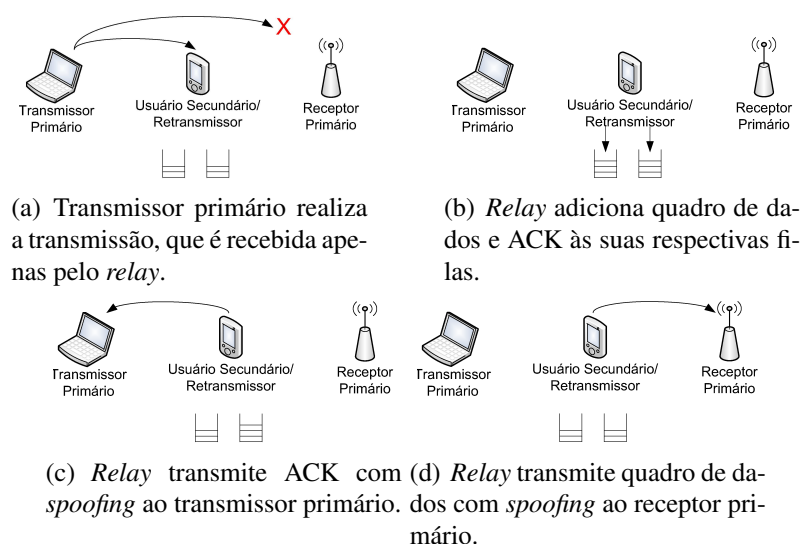 X
Transmissor
Primário
Usuário Secundário/
Retransmissor
Receptor
Primário
Transmissor
Primário
Usuário Secundário/
Retransmissor
Receptor
Primário
(a) Transmissor primário realiza
a transmissão, que é recebida ape-
nas pelo relay.
(b) Relay adiciona quadro de da-
dos e ACK às suas respectivas fi-
las.
Transmissor
Primário
Usuário Secundário/
Retransmissor
Receptor
Primário
Transmissor
Primário
Usuário Secundário/
Retransmissor
Receptor
Primário
(c) Relay transmite ACK com
spoofing ao transmissor primário.
(d) Relay transmite quadro de da-
dos com spoofing ao receptor pri-
mário.